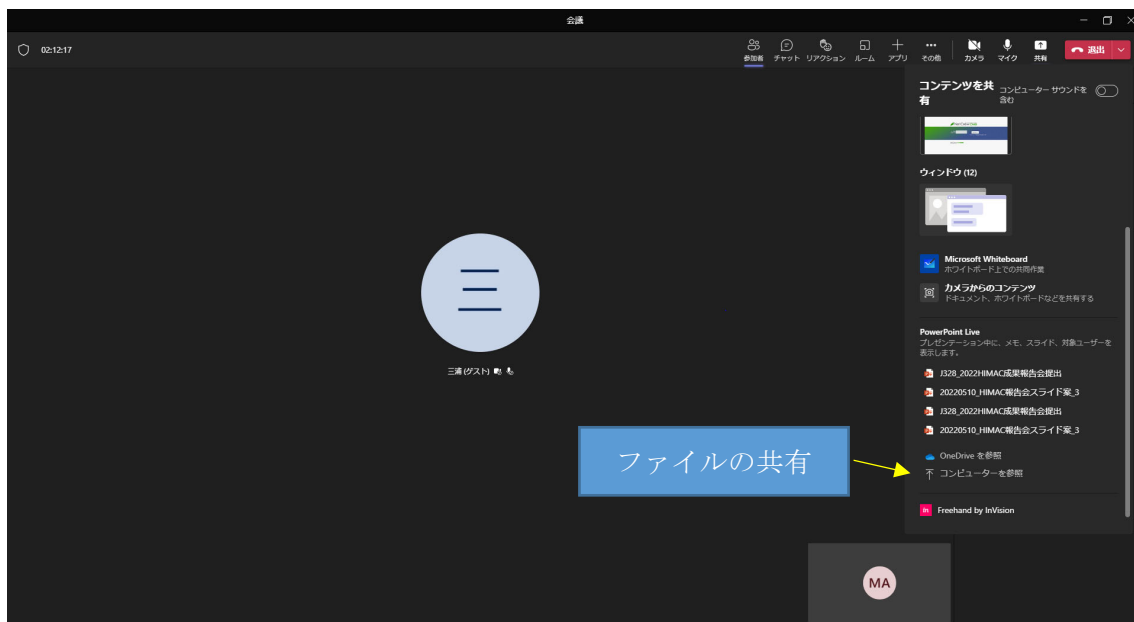 会議
02:12:17
参加者 チャット リアクション ルーム アプリ その他 カメラ マイク 共有 退出
コンテンツを共有
コンピューター サウンドを含む
ウィンドウ (12)
Microsoft Whiteboard
ホワイトボード上での共同作業
カメラからのコンテンツ
ドキュメント、ホワイトボードなどを共有する
PowerPoint Live
プレゼンテーション中に、メモ、スライド、対象ユーザーを
表示します。
J328_2022HIMAC成果報告会提出
20220510_HIMAC報告会スライド案_3
J328_2022HIMAC成果報告会提出
20220510_HIMAC報告会スライド案_3
OneDrive を参照
コンピューターを参照
in Freehand by InVision
三
三浦 (ゲスト)
ファイルの共有
MA